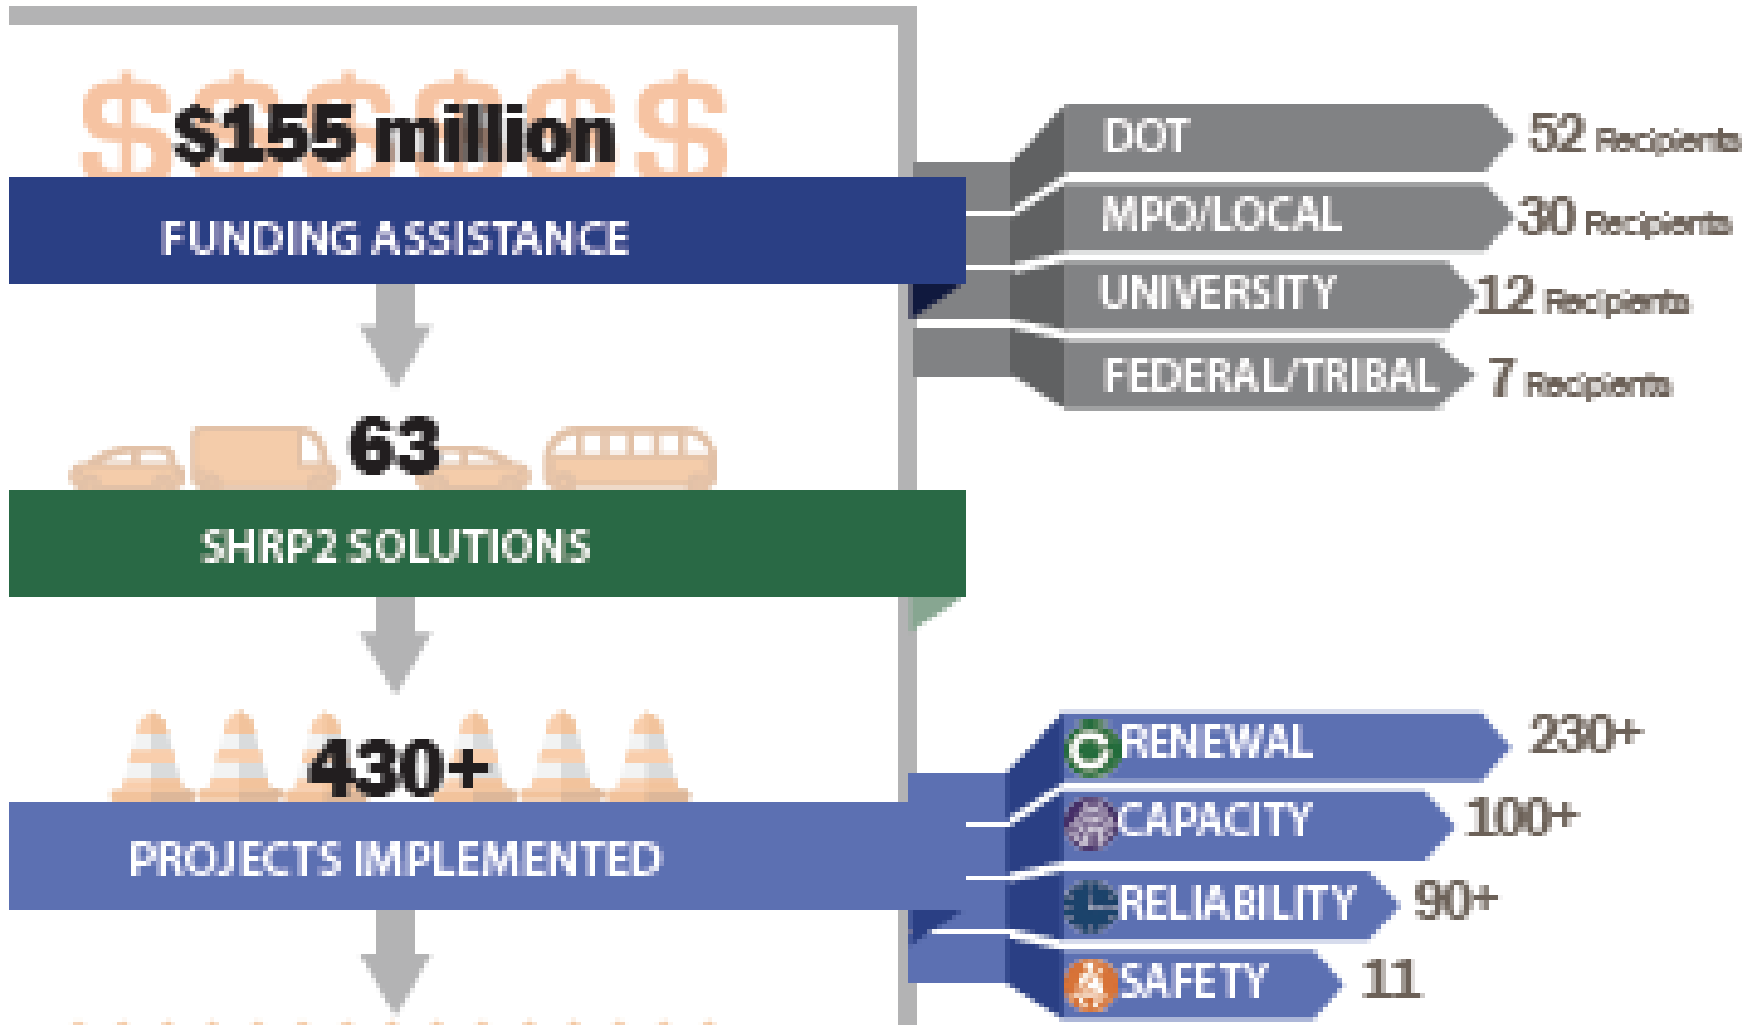 $155 million
FUNDING ASSISTANCE
DOT 52 Recipients
MPO/LOCAL 30 Recipients
UNIVERSITY 12 Recipients
FEDERAL/TRIBAL 7 Recipients
63
SHRP2 SOLUTIONS
430+
PROJECTS IMPLEMENTED
RENEWAL 230+
CAPACITY 100+
RELIABILITY 90+
SAFETY 11